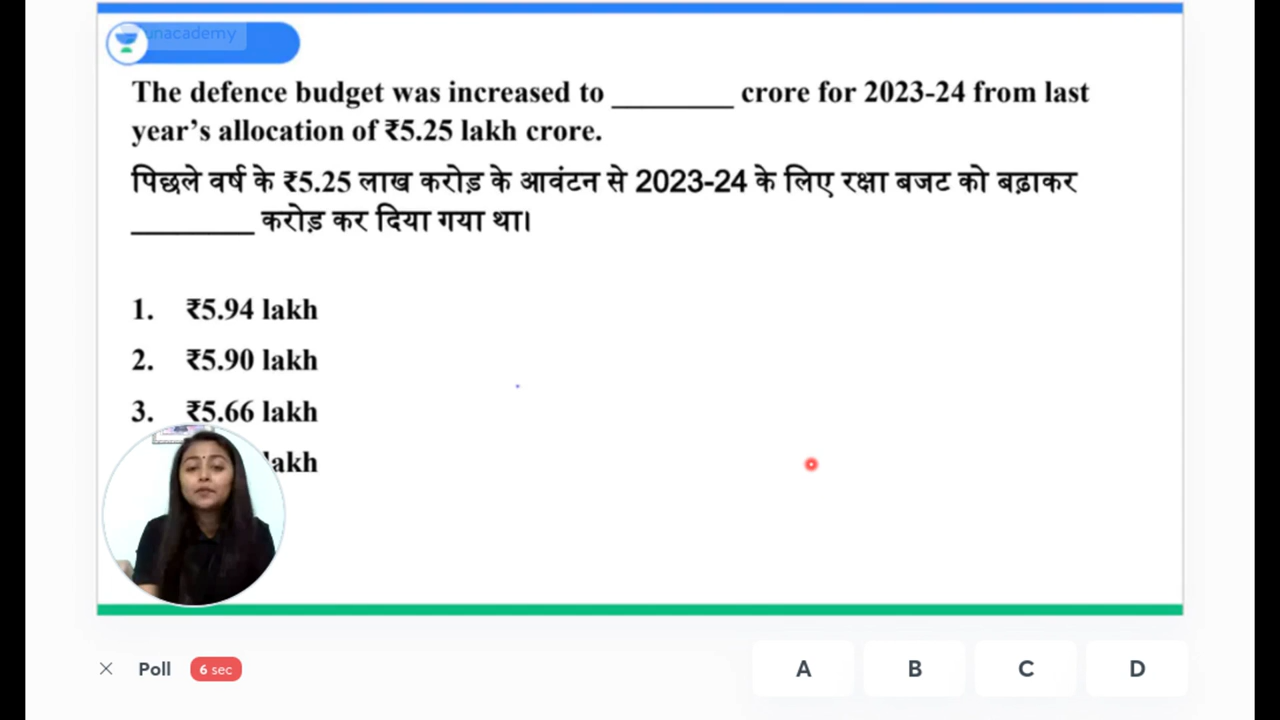 unacademy
The defence budget was increased to ________ crore for 2023-24 from last
year’s allocation of ₹5.25 lakh crore.
पिछले वर्ष के ₹5.25 लाख करोड़ के आवंटन से 2023-24 के लिए रक्षा बजट को बढ़ाकर
________ करोड़ कर दिया गया था।
1. ₹5.94 lakh
2. ₹5.90 lakh
3. ₹5.66 lakh
lakh
Poll 6 sec A B C D